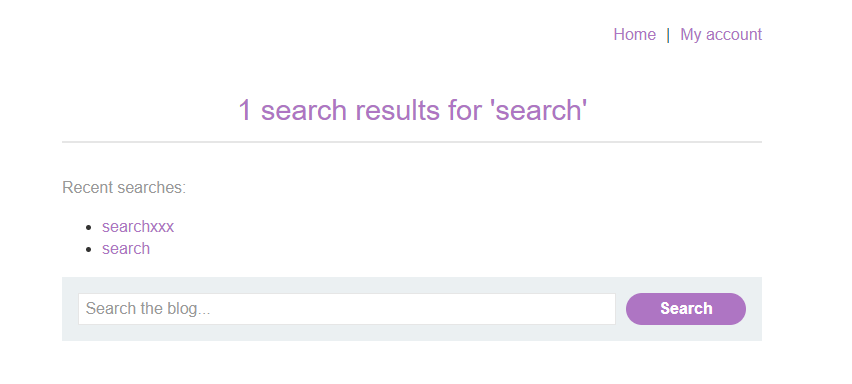 Home | My account
1 search results for 'search'
Recent searches:
searchxxx
search
Search the blog... Search